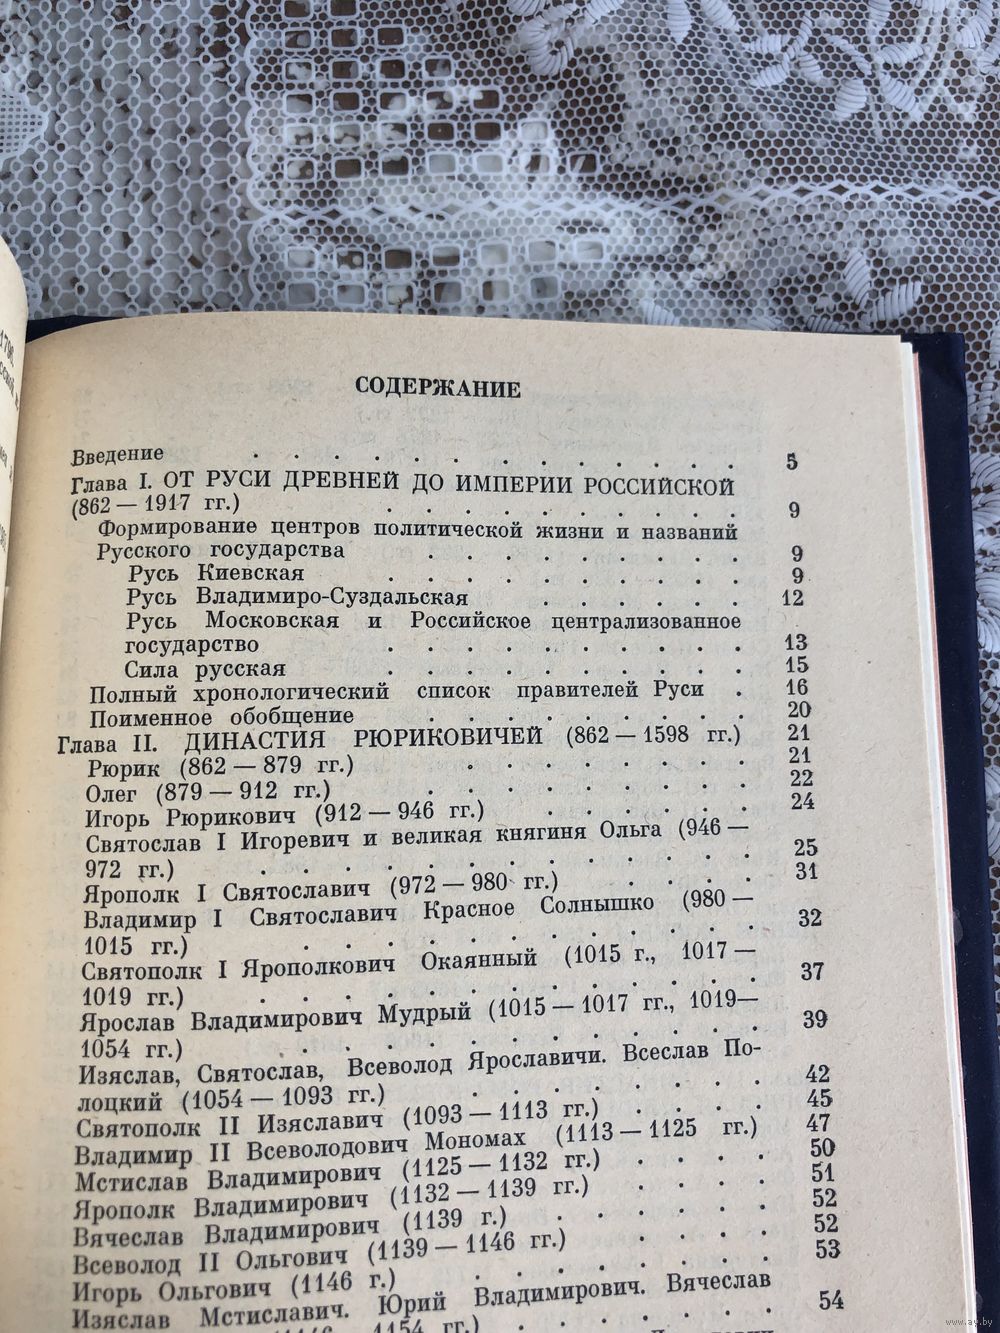 СОДЕРЖАНИЕ
Введение . . . . . . . . . . . . 5
Глава I. ОТ РУСИ ДРЕВНЕЙ ДО ИМПЕРИИ РОССИЙСКОЙ
(862 — 1917 гг.) . . . . . . . . . 9
Формирование центров политической жизни и названий
Русского государства . . . . . . . . 9
Русь Киевская . . . . . . . . . 9
Русь Владимиро-Суздальская . . . . . . 12
Русь Московская и Российское централизованное
государство . . . . . . . . 13
Сила русская . . . . . . . . . 15
Полный хронологический список правителей Руси . 16
Поименное обобщение . . . . . . . . 20
Глава II. ДИНАСТИЯ РЮРИКОВИЧЕЙ (862 — 1598 гг.) 21
Рюрик (862 — 879 гг.) . . . . . . . 21
Олег (879 — 912 гг.) . . . . . . . . 22
Игорь Рюрикович (912 — 946 гг.) . . . . . 24
Святослав I Игоревич и великая княгиня Ольга (946 —
972 гг.) . . . . . . . . . . . . 25
Ярополк I Святославич (972 — 980 гг.) . . . . 31
Владимир I Святославич Красное Солнышко (980 —
1015 гг.) . . . . . . . . . . . 32
Святополк I Ярополкович Окаянный (1015 г., 1017 —
1019 гг.) . . . . . . . . . . . . 37
Ярослав Владимирович Мудрый (1015 — 1017 гг., 1019—
1054 гг.) . . . . . . . . . . 39
Изяслав, Святослав, Всеволод Ярославичи. Всеслав По-
лоцкий (1054 — 1093 гг.) . . . . . . . 42
Святополк II Изяславич (1093 — 1113 гг.) . . . . 45
Владимир II Всеволодович Мономах (1113 — 1125 гг.) 47
Мстислав Владимирович (1125 — 1132 гг.) . . . . 50
Ярополк Владимирович (1132 — 1139 гг.) . . . . 51
Вячеслав Владимирович (1139 г.) . . . . . . 52
Всеволод II Ольгович (1139 — 1146 гг.) . . . . 52
Игорь Ольгович (1146 г.) . . . . . . . . 53
Изяслав Мстиславич. Юрий Владимирович. Вячеслав
1154 гг.) . . . . 54
www.ay.by